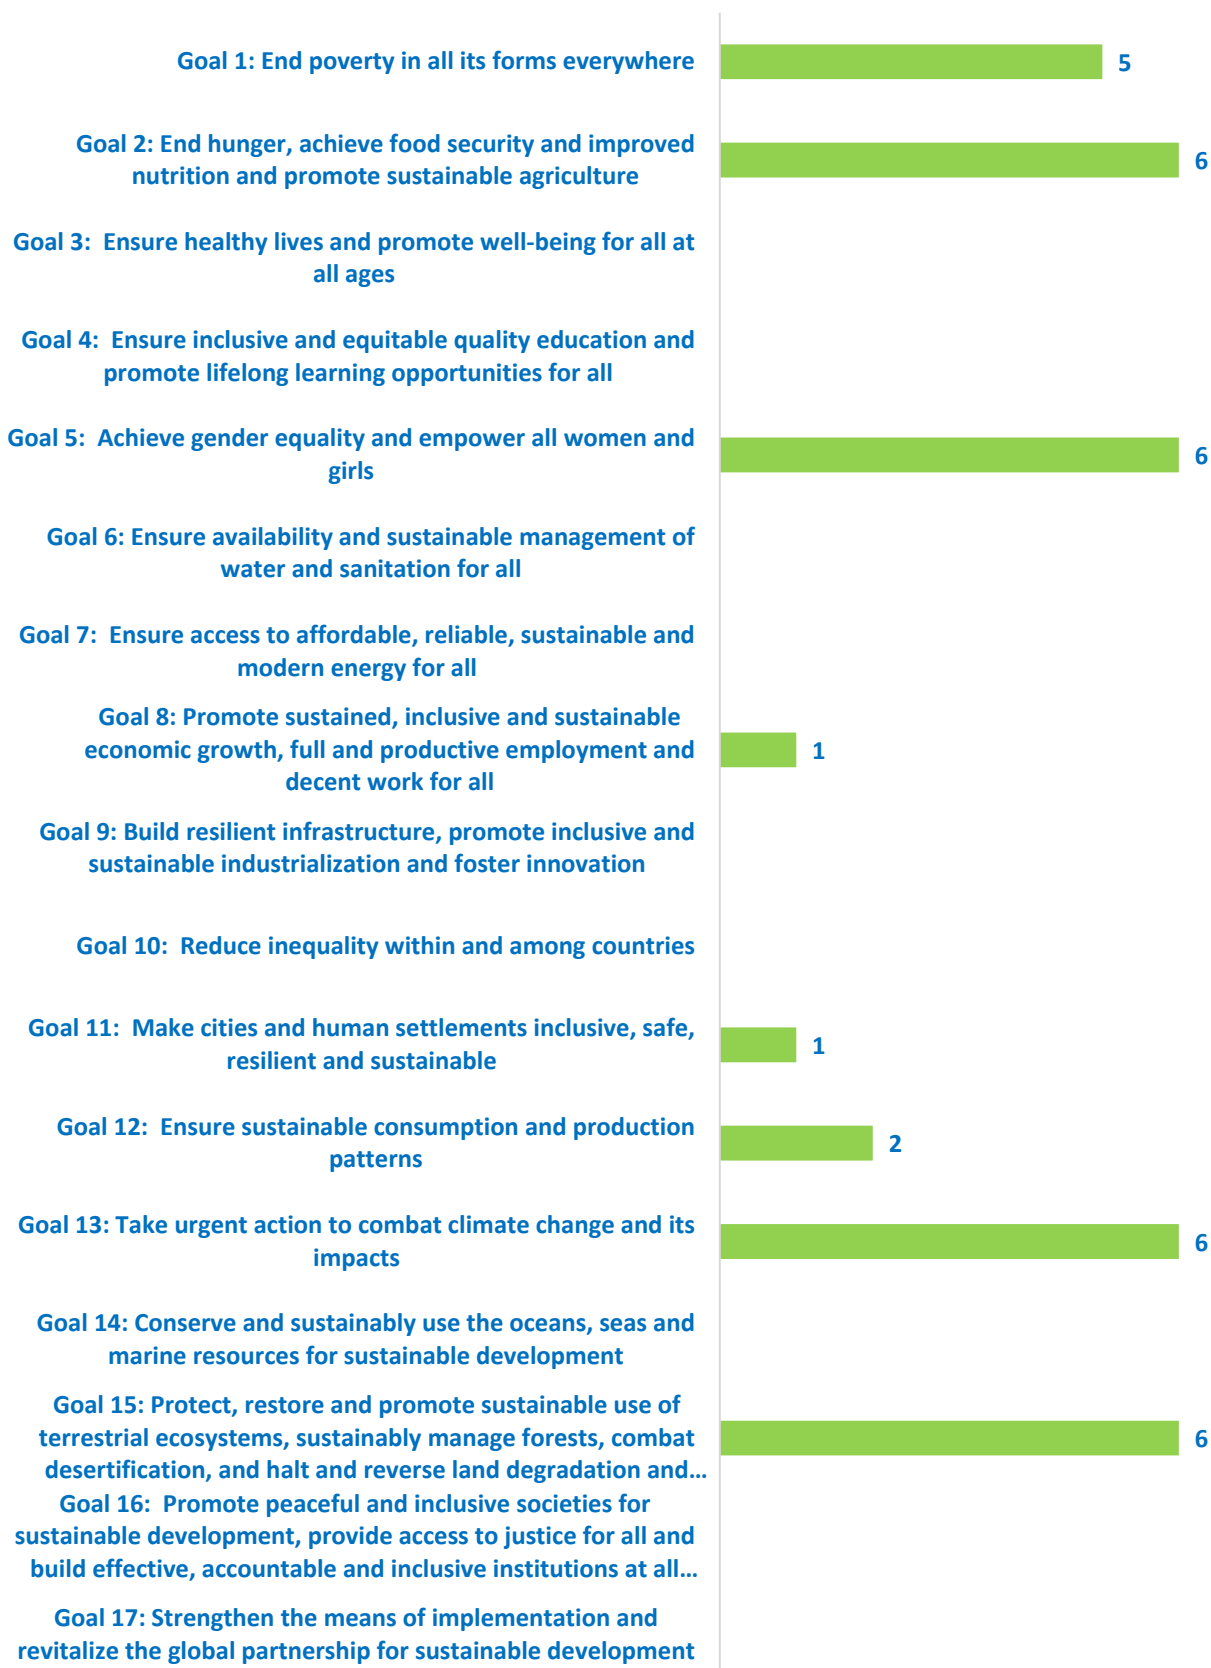 Goal 1: End poverty in all its forms everywhere
5
Goal 2: End hunger, achieve food security and improved
nutrition and promote sustainable agriculture
6
Goal 3:  Ensure healthy lives and promote well-being for all at
all ages
Goal 4:  Ensure inclusive and equitable quality education and
promote lifelong learning opportunities for all
Goal 5:  Achieve gender equality and empower all women and
girls
6
Goal 6: Ensure availability and sustainable management of
water and sanitation for all
Goal 7:  Ensure access to affordable, reliable, sustainable and
modern energy for all
Goal 8: Promote sustained, inclusive and sustainable
economic growth, full and productive employment and
decent work for all
1
Goal 9: Build resilient infrastructure, promote inclusive and
sustainable industrialization and foster innovation
Goal 10:  Reduce inequality within and among countries
Goal 11:  Make cities and human settlements inclusive, safe,
resilient and sustainable
1
Goal 12:  Ensure sustainable consumption and production
patterns
2
Goal 13: Take urgent action to combat climate change and its
impacts
6
Goal 14: Conserve and sustainably use the oceans, seas and
marine resources for sustainable development
Goal 15: Protect, restore and promote sustainable use of
terrestrial ecosystems, sustainably manage forests, combat
desertification, and halt and reverse land degradation and…
6
Goal 16:  Promote peaceful and inclusive societies for
sustainable development, provide access to justice for all and
build effective, accountable and inclusive institutions at all…
Goal 17: Strengthen the means of implementation and
revitalize the global partnership for sustainable development